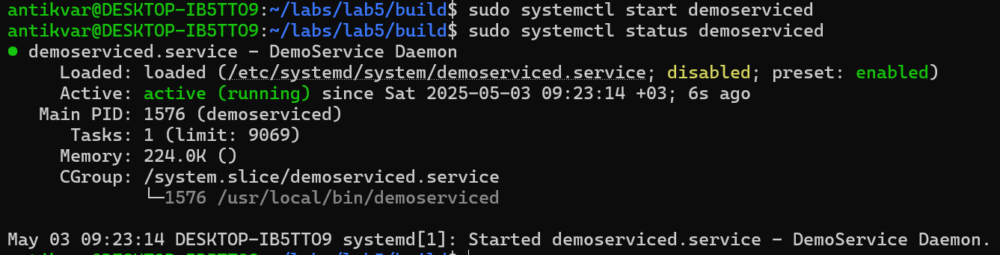 antikvar@DESKTOP-IB5TTO9:~/labs/lab5/build$ sudo systemctl start demoserviced
antikvar@DESKTOP-IB5TTO9:~/labs/lab5/build$ sudo systemctl status demoserviced
● demoserviced.service - DemoService Daemon
Loaded: loaded (/etc/systemd/system/demoserviced.service; disabled; preset: enabled)
Active: active (running) since Sat 2025-05-03 09:23:14 +03; 6s ago
Main PID: 1576 (demoserviced)
Tasks: 1 (limit: 9069)
Memory: 224.0K ()
CGroup: /system.slice/demoserviced.service
└─1576 /usr/local/bin/demoserviced
May 03 09:23:14 DESKTOP-IB5TTO9 systemd[1]: Started demoserviced.service - DemoService Daemon.